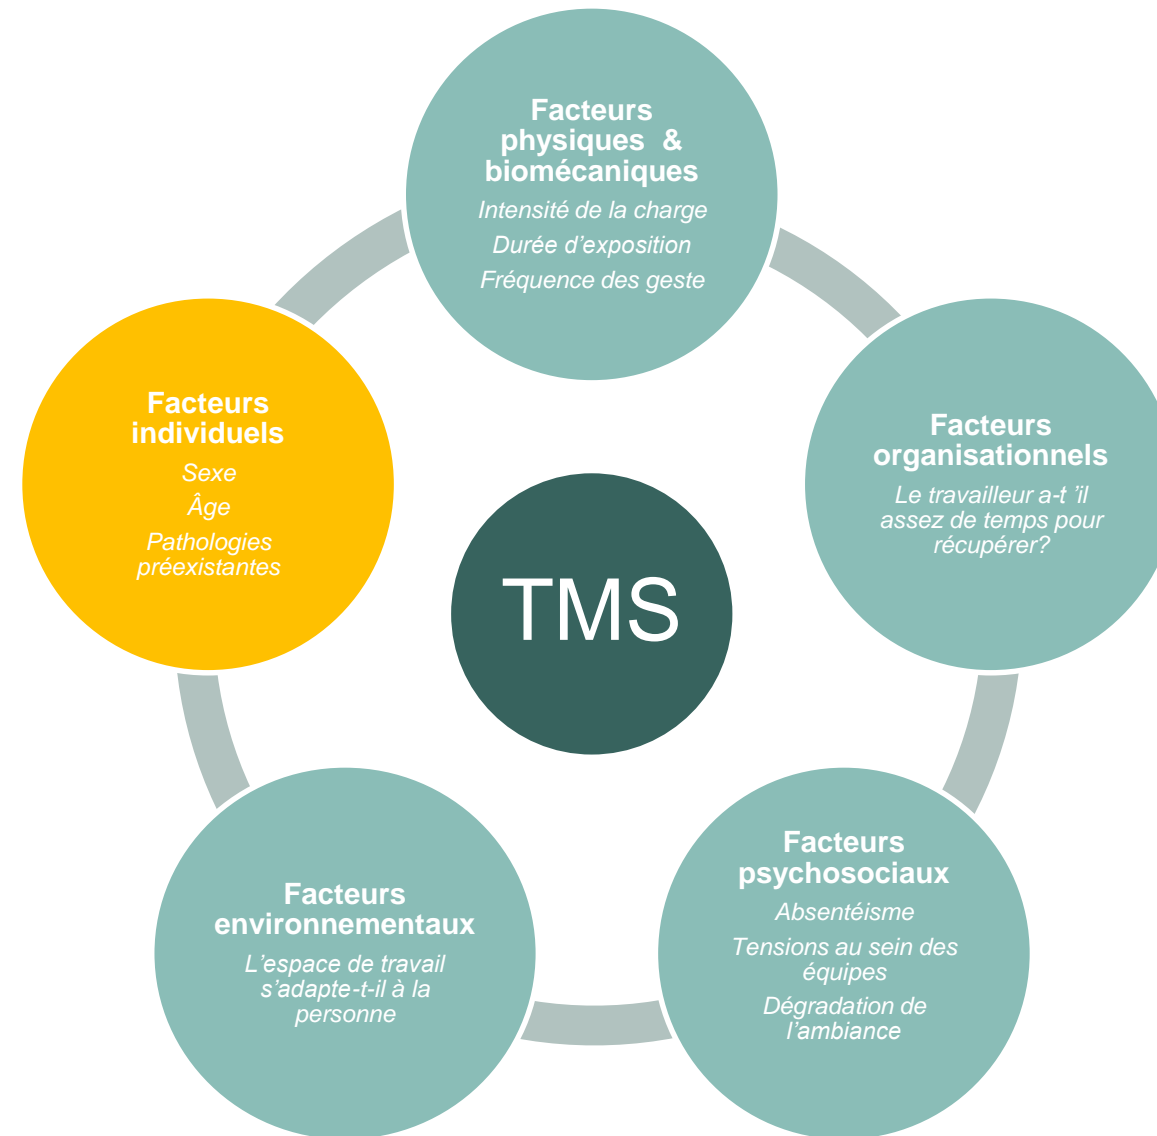 Facteurs
physiques  &
biomécaniques
Intensité de la charge
Durée d’exposition
Fréquence des geste
Facteurs
individuels
Sexe
Âge
Pathologies
préexistantes
Facteurs
organisationnels
Le travailleur a-t ’il
assez de temps pour
récupérer?
TMS
Facteurs
psychosociaux
Absentéisme
Tensions au sein des
équipes
Dégradation de
l’ambiance
Facteurs
environnementaux
L’espace de travail
s’adapte-t-il à la
personne